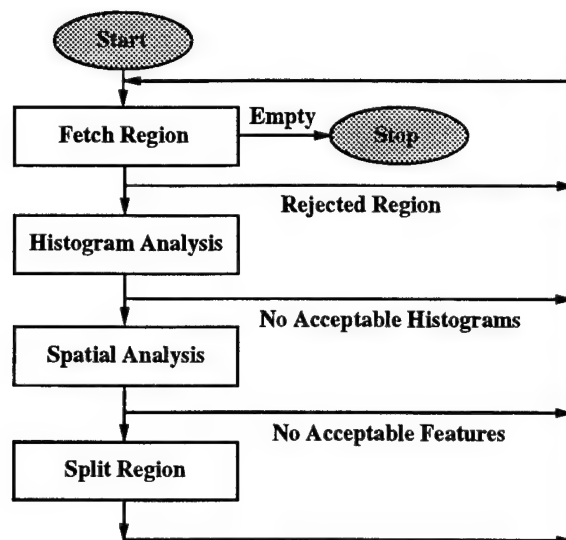 Start
Fetch Region
Empty
Stop
Rejected Region
Histogram Analysis
No Acceptable Histograms
Spatial Analysis
No Acceptable Features
Split Region